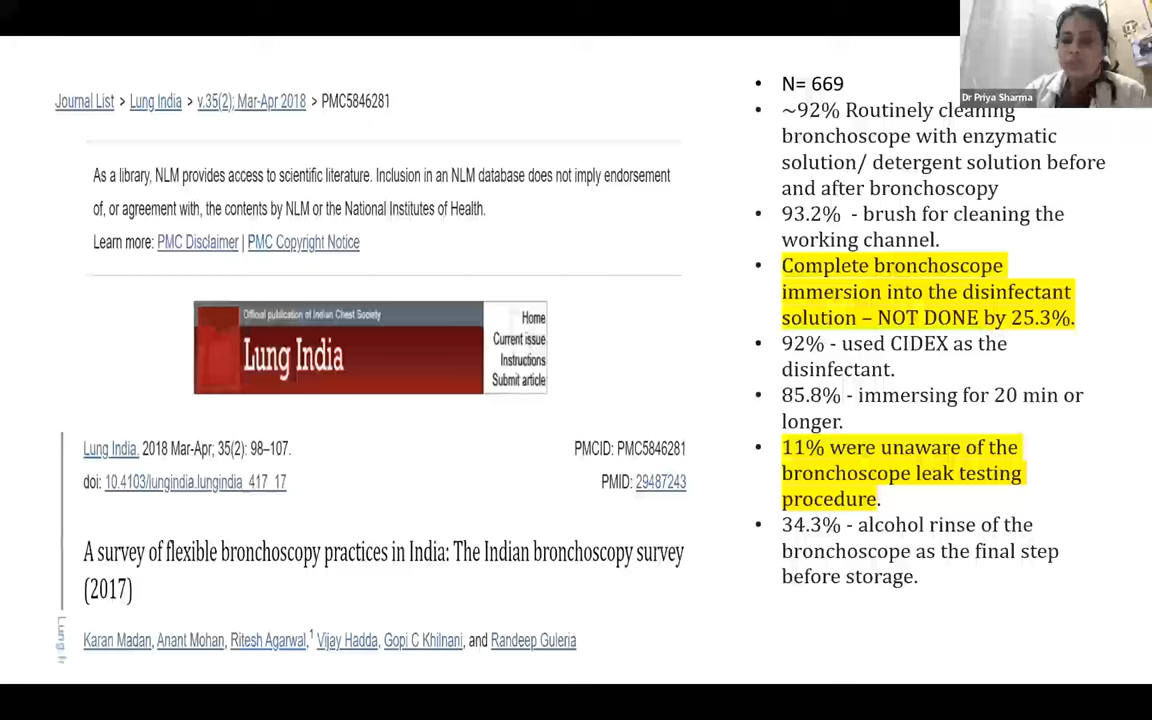 Journal List > Lung India > v.35(2); Mar-Apr 2018 > PMC5846281
As a library, NLM provides access to scientific literature. Inclusion in an NLM database does not imply endorsement
of, or agreement with, the contents by NLM or the National Institutes of Health.
Learn more: PMC Disclaimer | PMC Copyright Notice
Official publication of Indian Chest Society
Lung India
Home
Current issue
Instructions
Submit article
Lung India. 2018 Mar-Apr; 35(2): 98–107.
PMCID: PMC5846281
doi: 10.4103/lungindia.lungindia_417_17
PMID: 29487243
A survey of flexible bronchoscopy practices in India: The Indian bronchoscopy survey
(2017)
Karan Madan, Anant Mohan, Ritesh Agarwal,1 Vijay Hadda, Gopi C Khilnani, and Randeep Guleria
Lung
Dr Priya Sharma
• N= 669
• ~92% Routinely cleaning
bronchoscope with enzymatic
solution/ detergent solution before
and after bronchoscopy
• 93.2% - brush for cleaning the
working channel.
• Complete bronchoscope
immersion into the disinfectant
solution – NOT DONE by 25.3%.
• 92% - used CIDEX as the
disinfectant.
• 85.8% - immersing for 20 min or
longer.
• 11% were unaware of the
bronchoscope leak testing
procedure.
• 34.3% - alcohol rinse of the
bronchoscope as the final step
before storage.